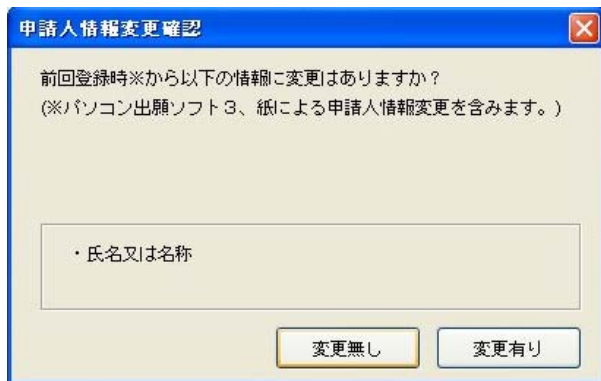 申請人情報変更確認
前回登録時※から以下の情報に変更はありますか？
(※パソコン出願ソフト３、紙による申請人情報変更を含みます。)
・氏名又は名称
変更無し
変更有り